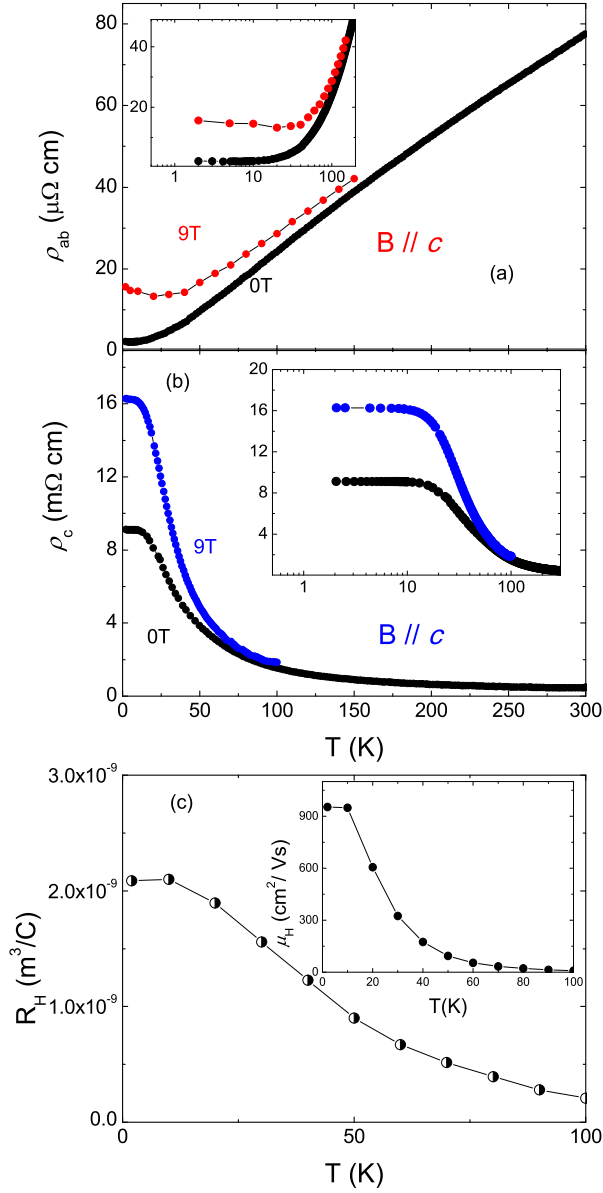 80
60
40
20
0
ρab (μΩ cm)
40
20
1 10 100
9T
0T
B // c
(a)
(b)
16
12
8
4
0
ρc (mΩ cm)
20
16
12
8
4
1 10 100
9T
0T
B // c
0 50 100 150 200 250 300
T (K)
3.0x10-9
2.0x10-9
1.0x10-9
0.0
RH (m3/C)
(c)
900
600
300
0
μH (cm2/ Vs)
0 20 40 60 80 100
T(K)
0 50 100
T (K)